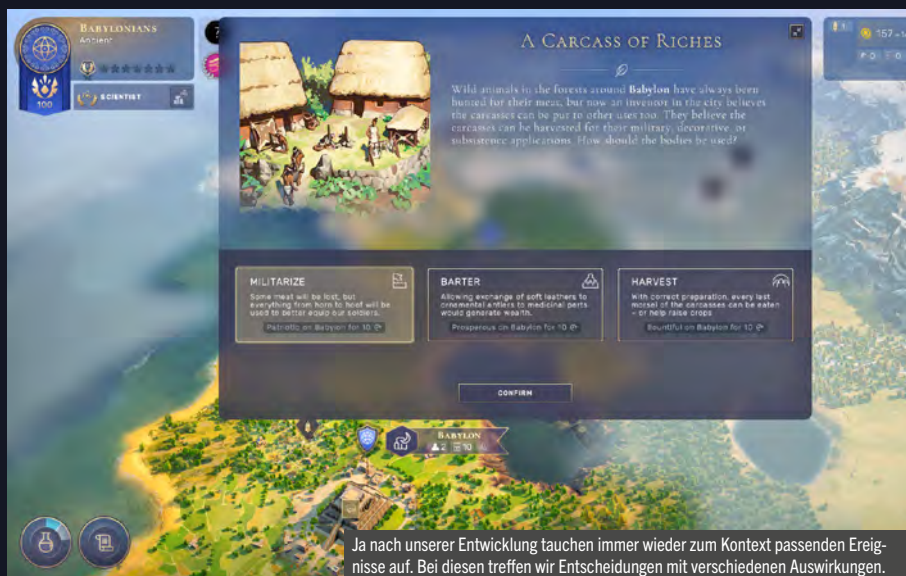 BABYLONIANS
Ancient
100
SCIENTIST
A CARCASS OF RICHES
Wild animals in the forests around Babylon have always been
hunted for their meat, but now an inventor in the city believes
the carcasses can be put to other uses too. They believe the
carcasses can be harvested for their military, decorative, or
subsistence applications. How should the bodies be used?
157
0
MILITARIZE
Some meat will be lost, but
everything from horn to hoof will be
used to better equip our soldiers.
Patriotic on Babylon for 10
BARTER
Allowing exchange of soft leathers to
ornamental antlers to medicinal parts
would generate wealth.
Prosperous on Babylon for 10
HARVEST
With correct preparation, every last
morsel of the carcasses can be eaten
– or help raise crops
Bountiful on Babylon for 10
CONFIRM
BABYLON
2 10
Ja nach unserer Entwicklung tauchen immer wieder zum Kontext passenden Ereig-
nisse auf. Bei diesen treffen wir Entscheidungen mit verschiedenen Auswirkungen.